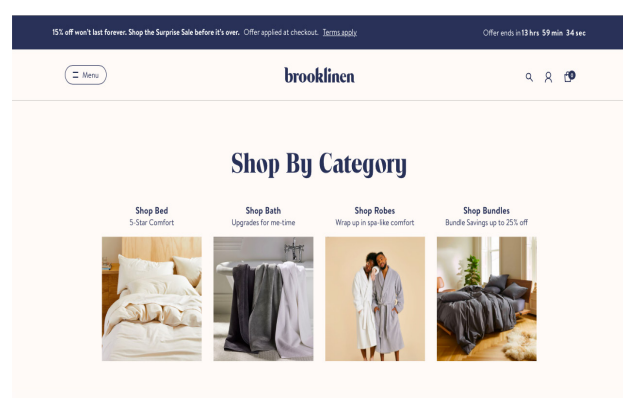 15% off won't last forever. Shop the Surprise Sale before it's over. Offer applied at checkout. Terms apply
Offer ends in 13 hrs 59 min 34 sec
Menu
brooklinen
0
Shop By Category
Shop Bed
5-Star Comfort
Shop Bath
Upgrades for me-time
Shop Robes
Wrap up in spa-like comfort
Shop Bundles
Bundle Savings up to 25% off